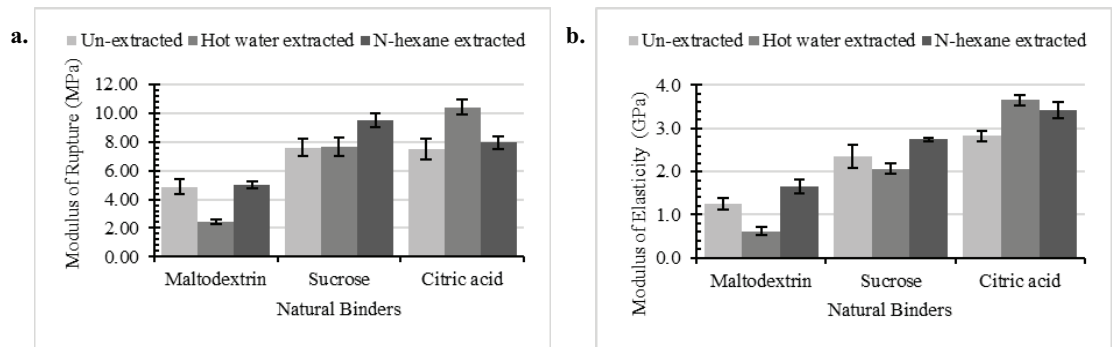 a.
Un-extracted Hot water extracted N-hexane extracted
Modulus of Rupture (MPa)
12.00
10.00
8.00
6.00
4.00
2.00
0.00
Maltodextrin Sucrose Citric acid
Natural Binders
b.
Un-extracted Hot water extracted N-hexane extracted
Modulus of Elasticity (GPa)
4.0
3.0
2.0
1.0
0.0
Maltodextrin Sucrose Citric acid
Natural Binders